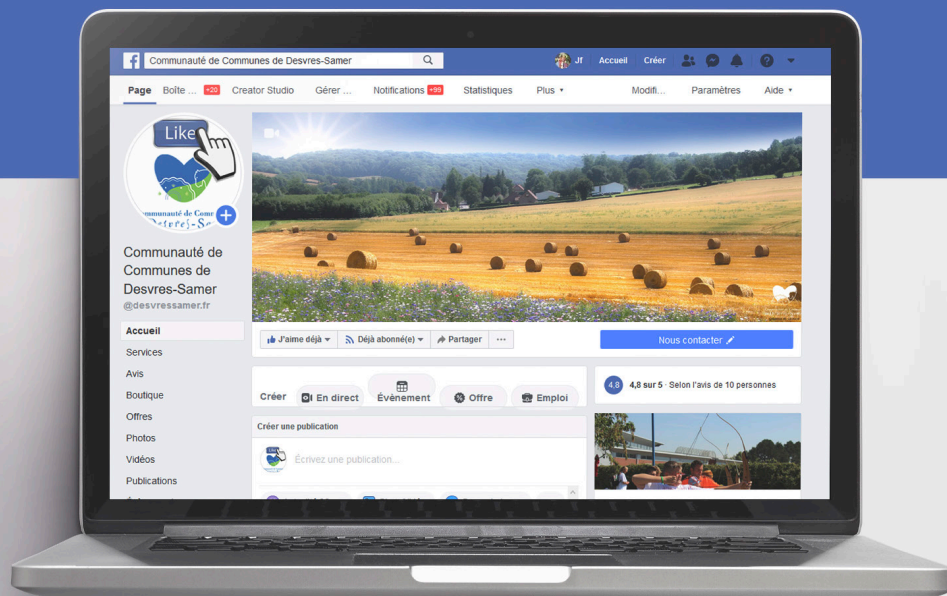 f Communauté de Communes de Desvres-Samer Jf Accueil Créer ?
Page Boîte ... +20 Creator Studio Gérer ... Notifications +99 Statistiques Plus Modifi... Paramètres Aide
Like
Communauté de
Communes de
Desvres-Samer
@desvressamer.fr
Accueil
Services
Avis
Boutique
Offres
Photos
Vidéos
Publications
J'aime déjà Déjà abonné(e) Partager ... Nous contacter
Créer En direct Évènement Offre Emploi
4,8 4,8 sur 5 · Selon l'avis de 10 personnes
Créer une publication
Écrivez une publication...